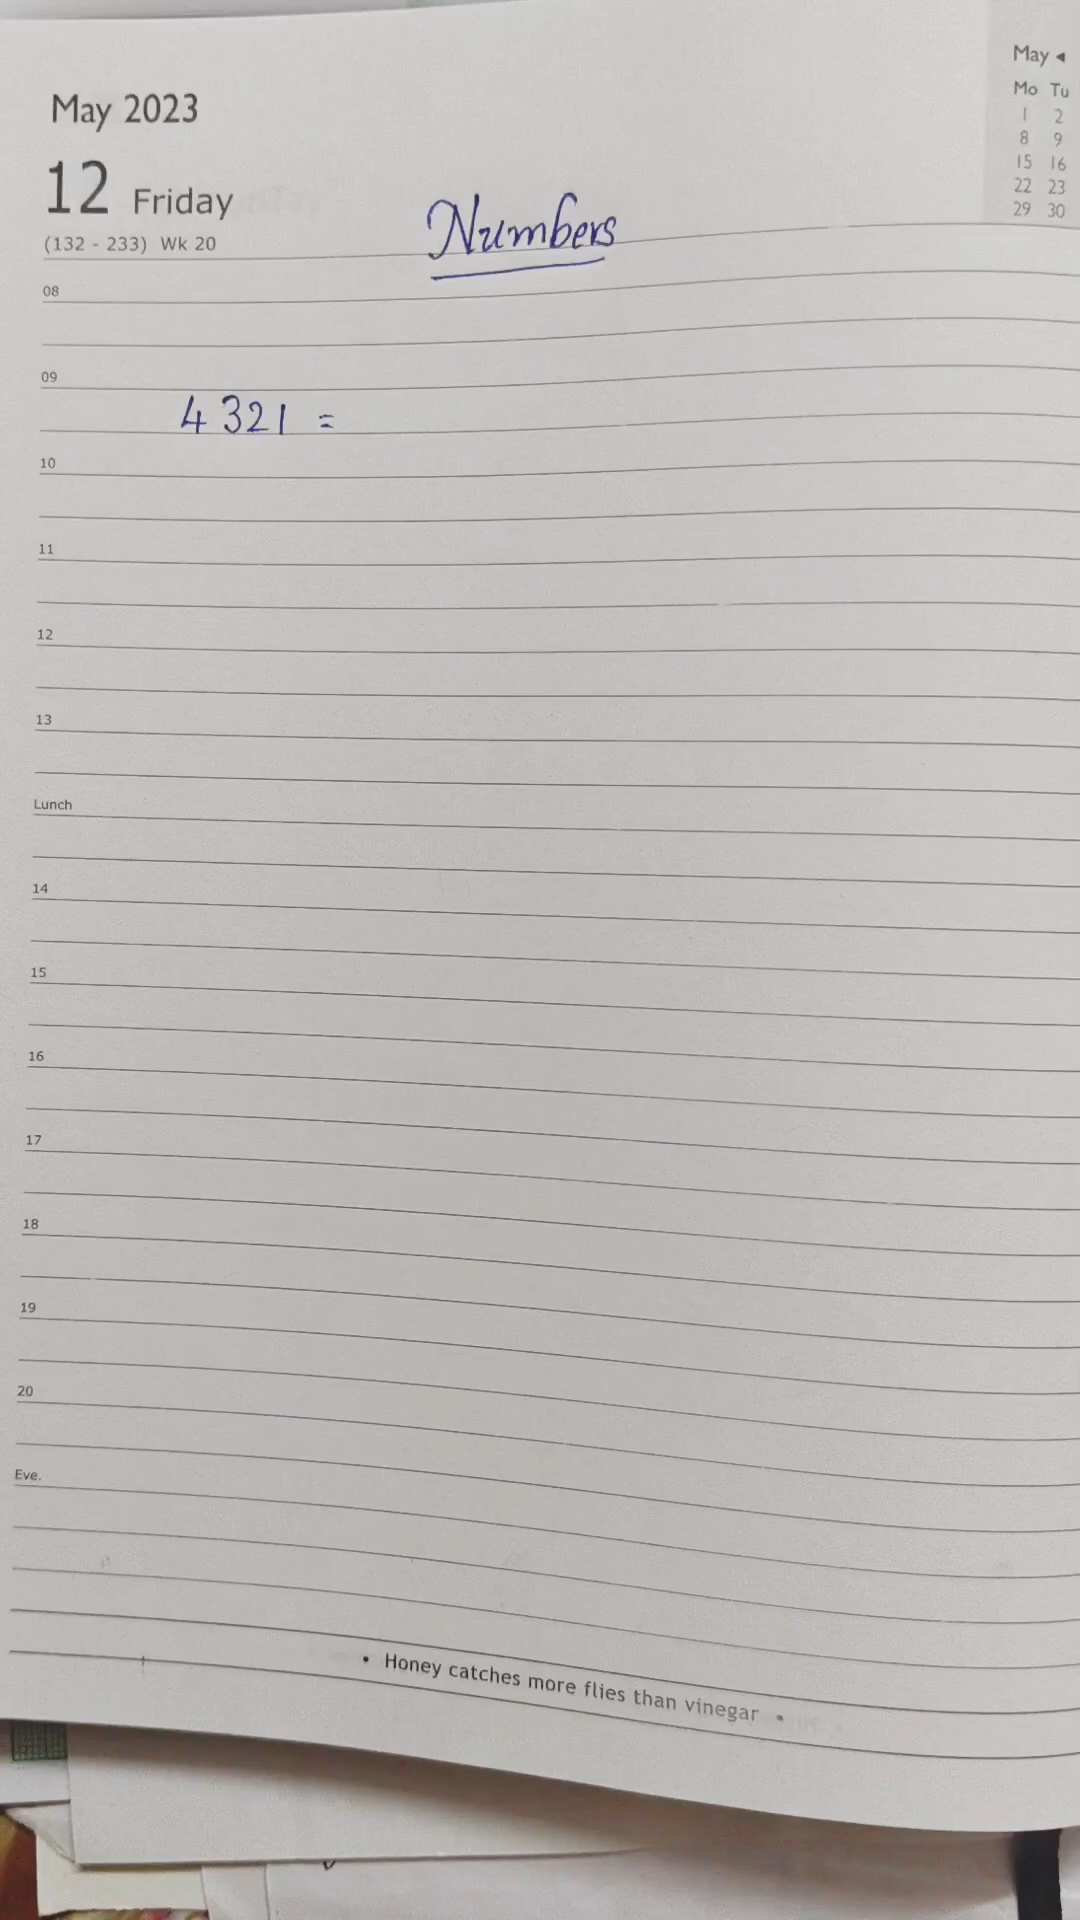 May ◄
Mo Tu
1 2
8 9
15 16
22 23
29 30
May 2023
12 Friday
(132 - 233) Wk 20
Numbers
08
09
4 321 =
10
11
12
13
Lunch
14
15
16
17
18
19
20
Eve.
• Honey catches more flies than vinegar •